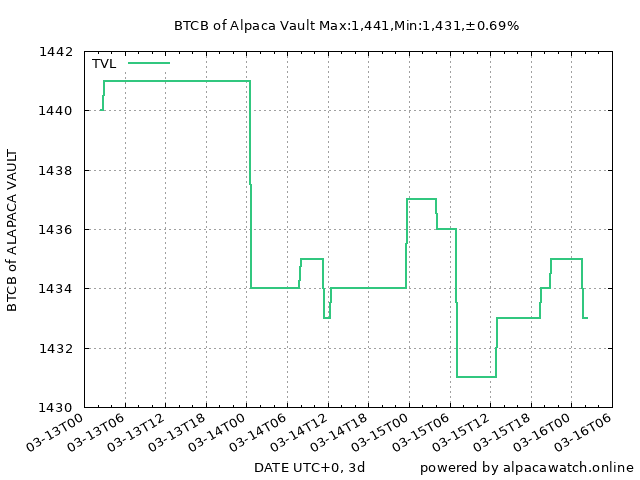 BTCB of Alpaca Vault Max:1,441,Min:1,431,±0.69%
TVL
1442
1440
1438
1436
1434
1432
1430
BTCB of ALAPACA VAULT
03-13T00
03-13T06
03-13T12
03-13T18
03-14T00
03-14T06
03-14T12
03-14T18
03-15T00
03-15T06
03-15T12
03-15T18
03-16T00
03-16T06
DATE UTC+0, 3d
powered by alpacawatch.online